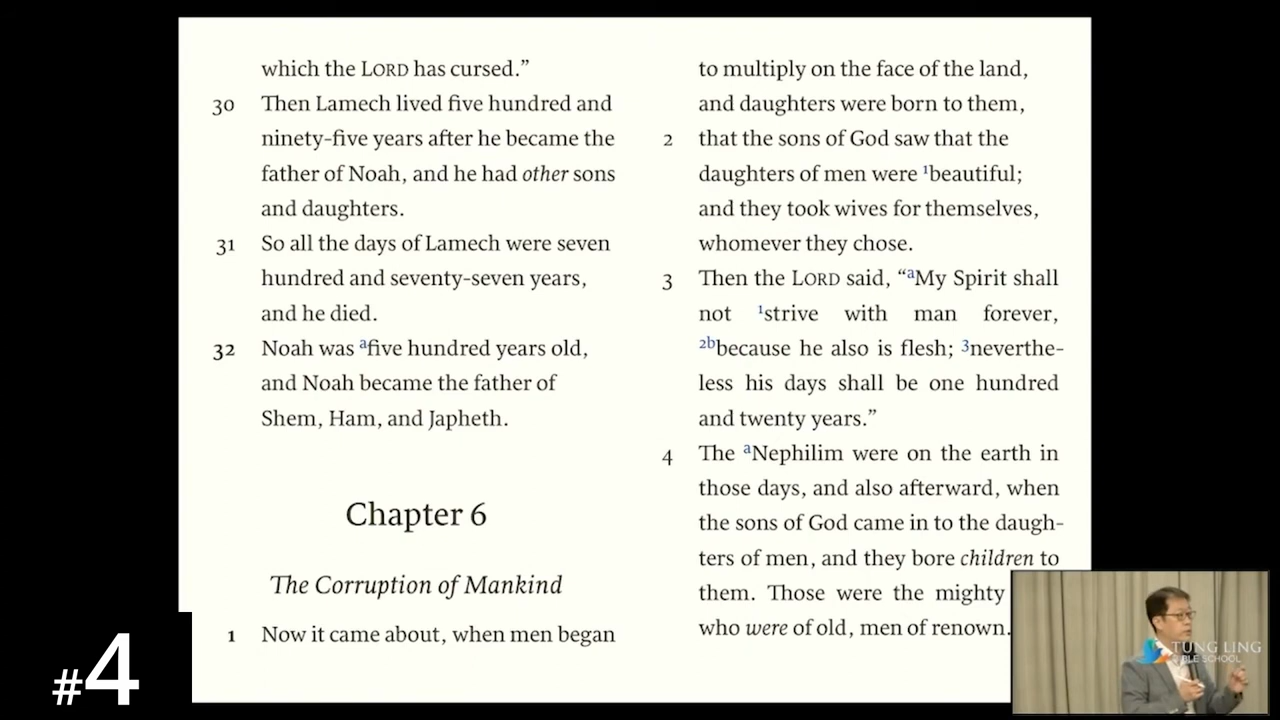 which the LORD has cursed.”
30 Then Lamech lived five hundred and
ninety-five years after he became the
father of Noah, and he had other sons
and daughters.
31 So all the days of Lamech were seven
hundred and seventy-seven years,
and he died.
32 Noah was ᵃfive hundred years old,
and Noah became the father of
Shem, Ham, and Japheth.
Chapter 6
The Corruption of Mankind
1 Now it came about, when men began
to multiply on the face of the land,
and daughters were born to them,
2 that the sons of God saw that the
daughters of men were ¹beautiful;
and they took wives for themselves,
whomever they chose.
3 Then the LORD said, “ᵃMy Spirit shall
not ¹strive with man forever,
²ᵇbecause he also is flesh; ³neverthe-
less his days shall be one hundred
and twenty years.”
4 The ᵃNephilim were on the earth in
those days, and also afterward, when
the sons of God came in to the daugh-
ters of men, and they bore children to
them. Those were the mighty
who were of old, men of renown.
#4
TUNG LING
BIBLE SCHOOL